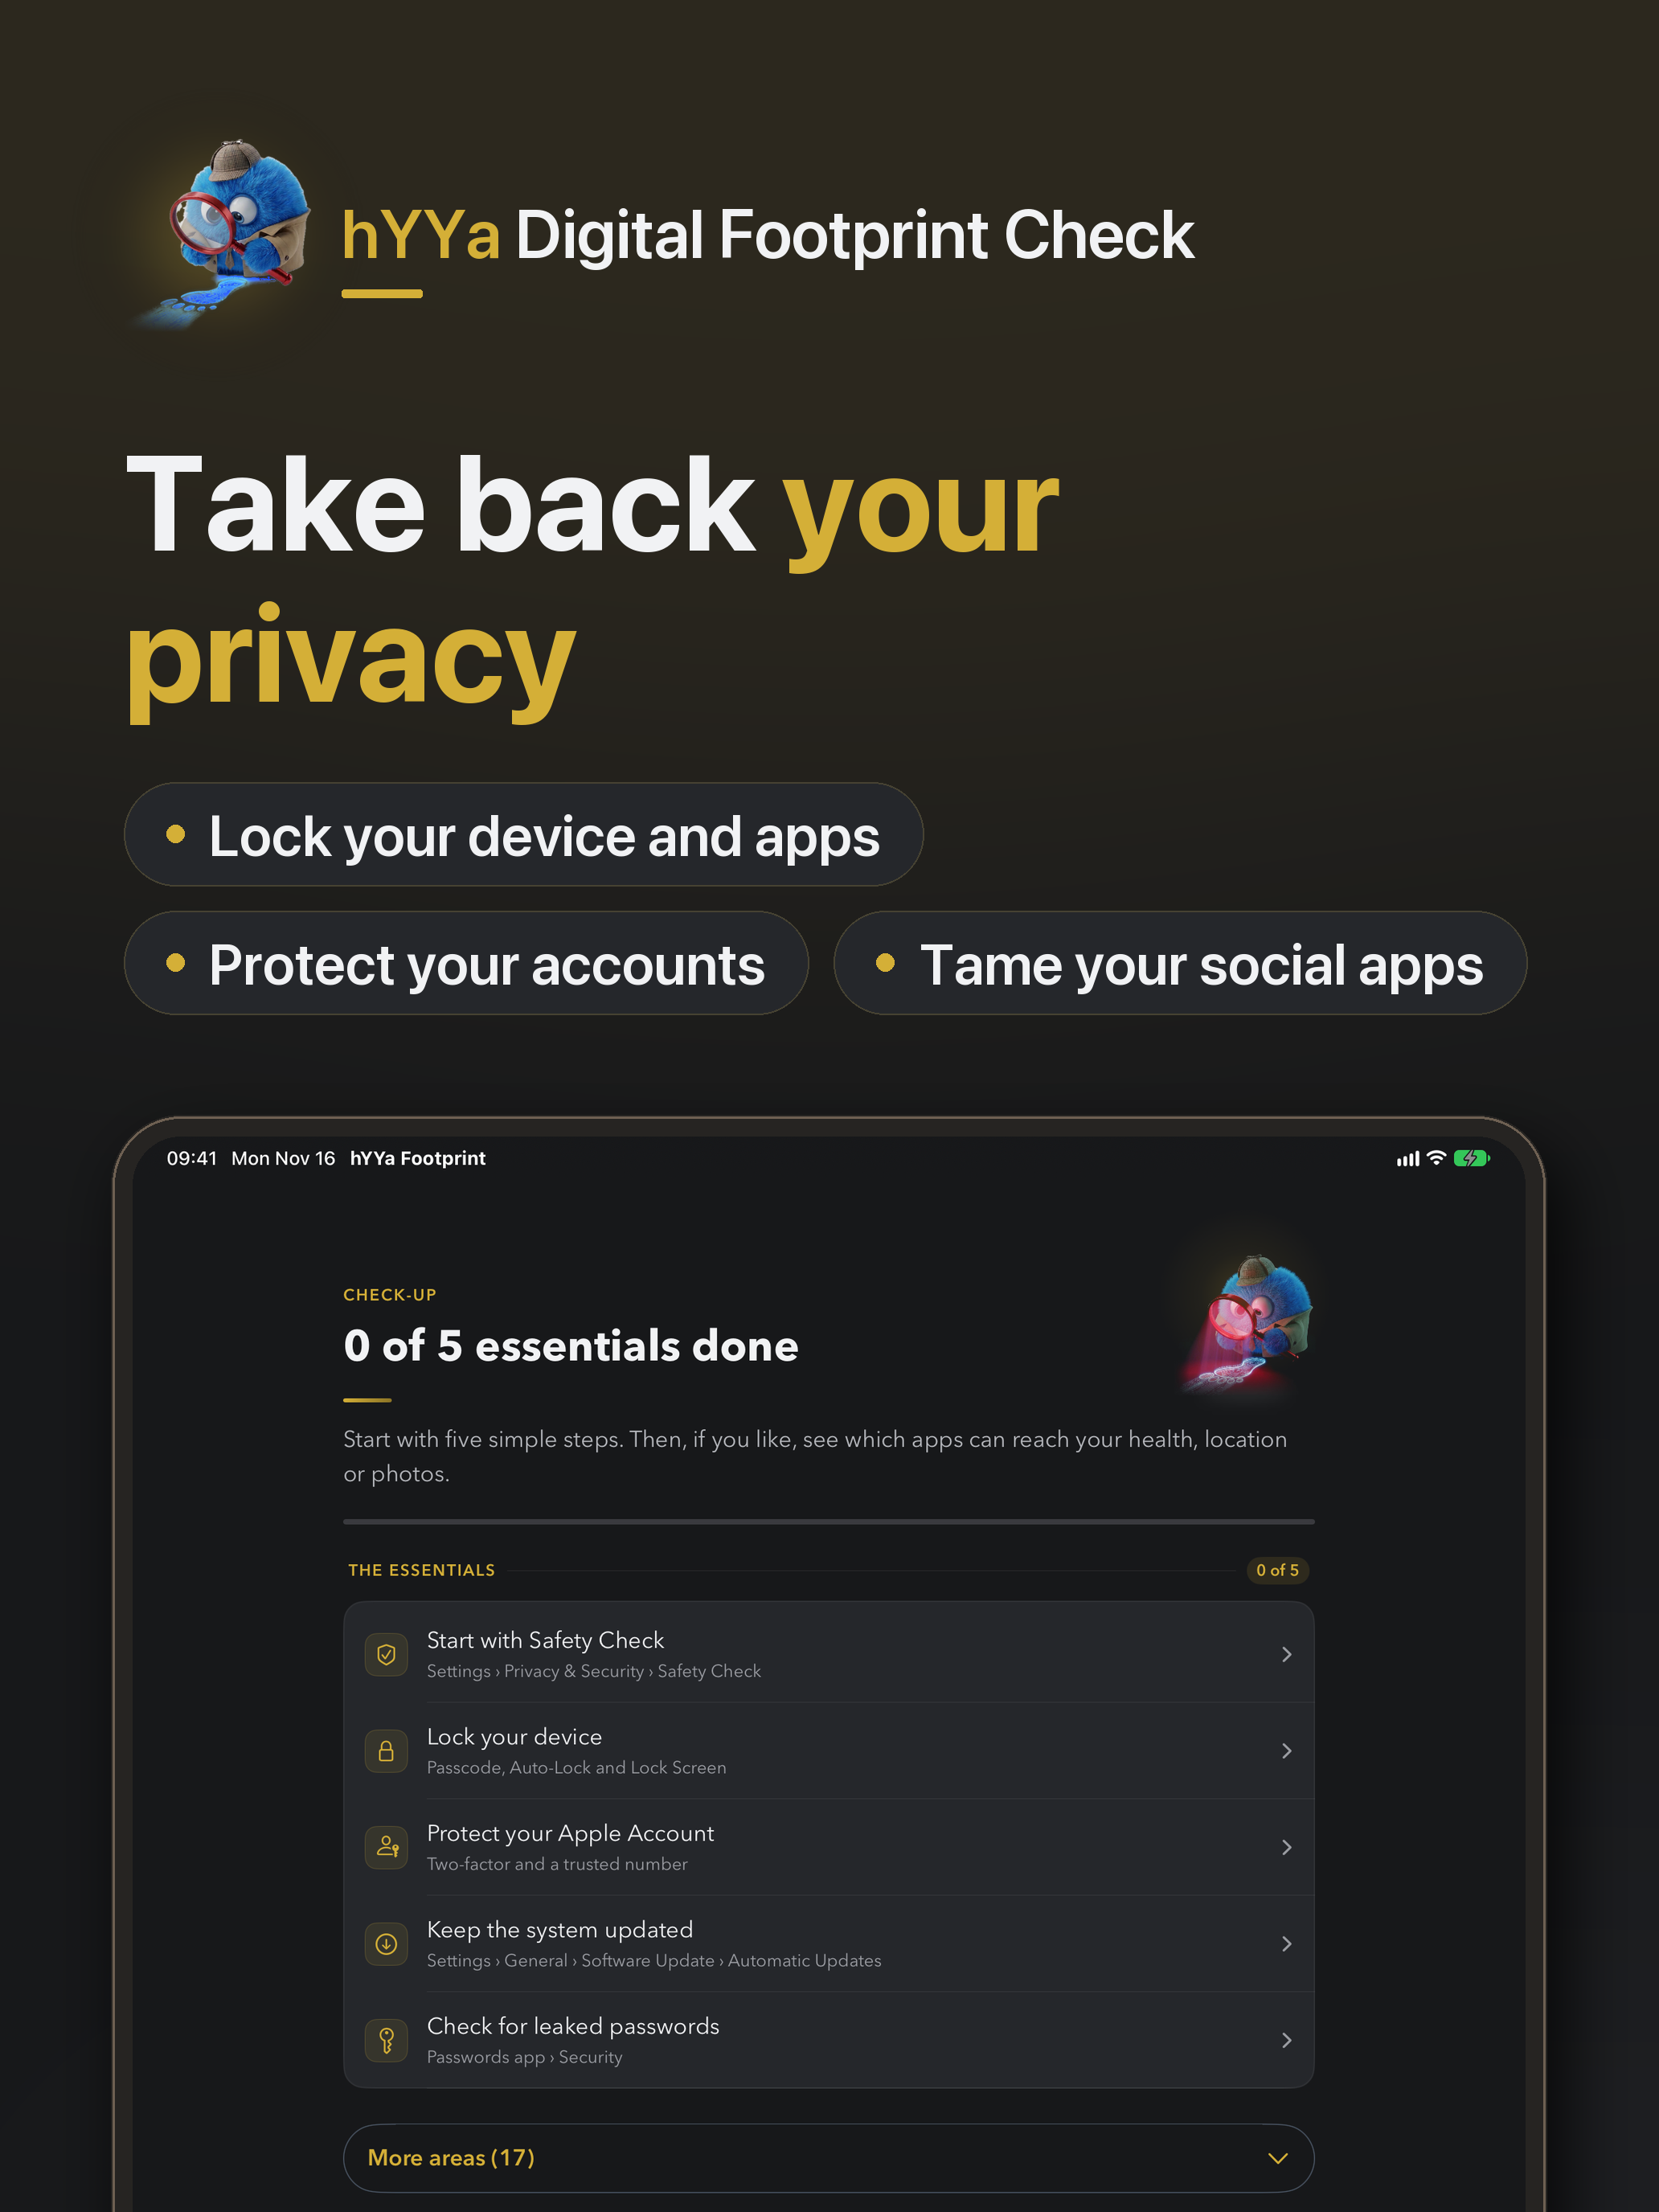 hYYa Digital Footprint Check
Take back your
privacy
Lock your device and apps
Protect your accounts
Tame your social apps
09:41 Mon Nov 16 hYYa Footprint
CHECK-UP
0 of 5 essentials done
Start with five simple steps. Then, if you like, see which apps can reach your health, location
or photos.
THE ESSENTIALS
0 of 5
Start with Safety Check
Settings › Privacy & Security › Safety Check
Lock your device
Passcode, Auto-Lock and Lock Screen
Protect your Apple Account
Two-factor and a trusted number
Keep the system updated
Settings › General › Software Update › Automatic Updates
Check for leaked passwords
Passwords app › Security
More areas (17)